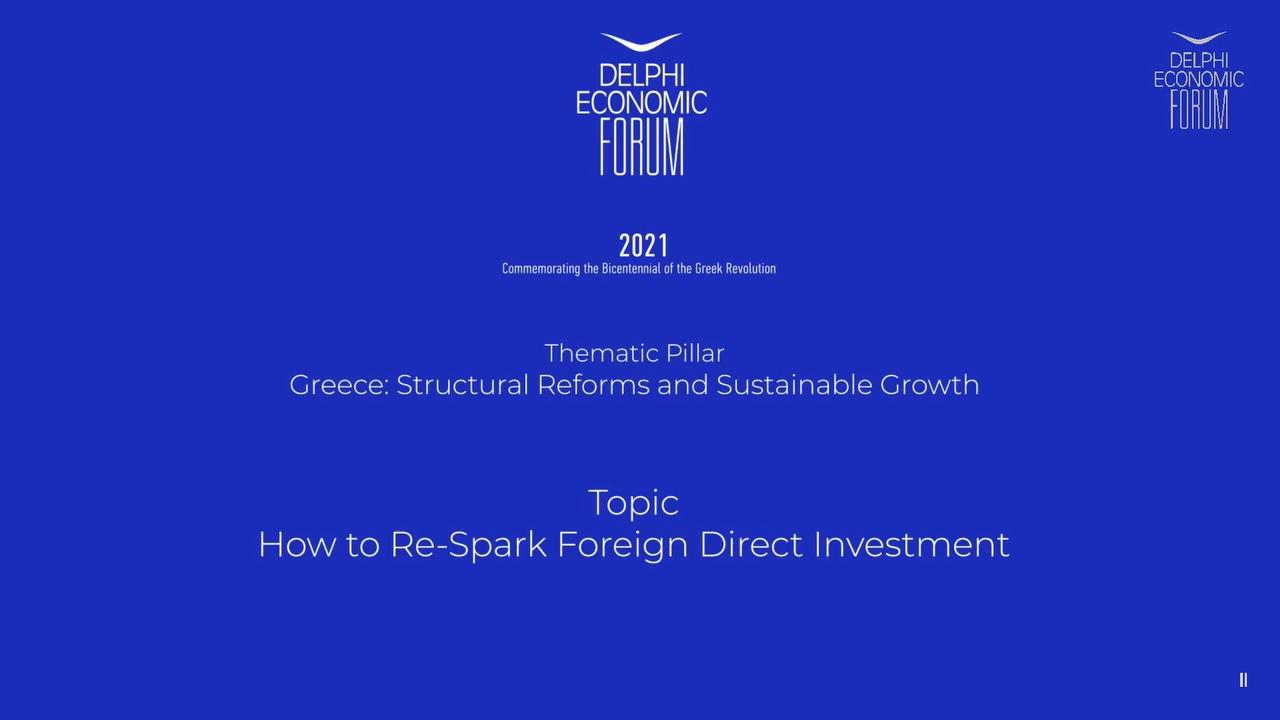 DELPHI
ECONOMIC
FORUM
DELPHI
ECONOMIC
FORUM
2021
Commemorating the Bicentennial of the Greek Revolution
Thematic Pillar
Greece: Structural Reforms and Sustainable Growth
Topic
How to Re-Spark Foreign Direct Investment
II